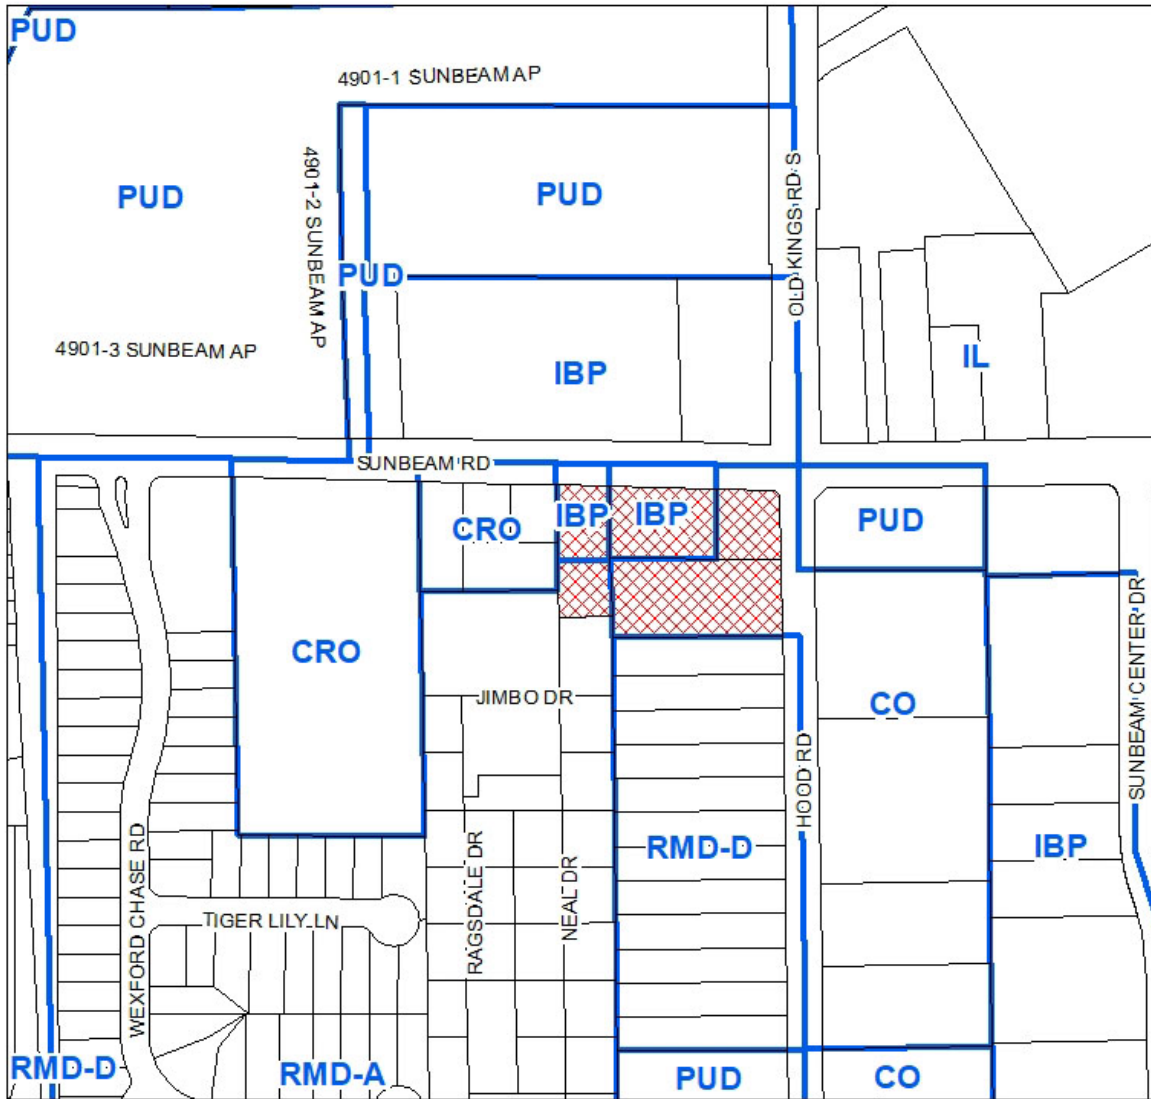 PUD
4901-1 SUNBEAM AP
PUD
4901-2 SUNBEAM AP
PUD
OLD KINGS RD S
PUD
4901-3 SUNBEAM AP
IBP
IL
SUNBEAM RD
CRO
IBP
IBP
PUD
CRO
JIMBO DR
CO
SUNBEAM CENTER DR
HOOD RD
WEXFORD CHASE RD
RAGSDALE DR
NEAL DR
RMD-D
IBP
TIGER LILY LN
RMD-D
RMD-A
PUD
CO